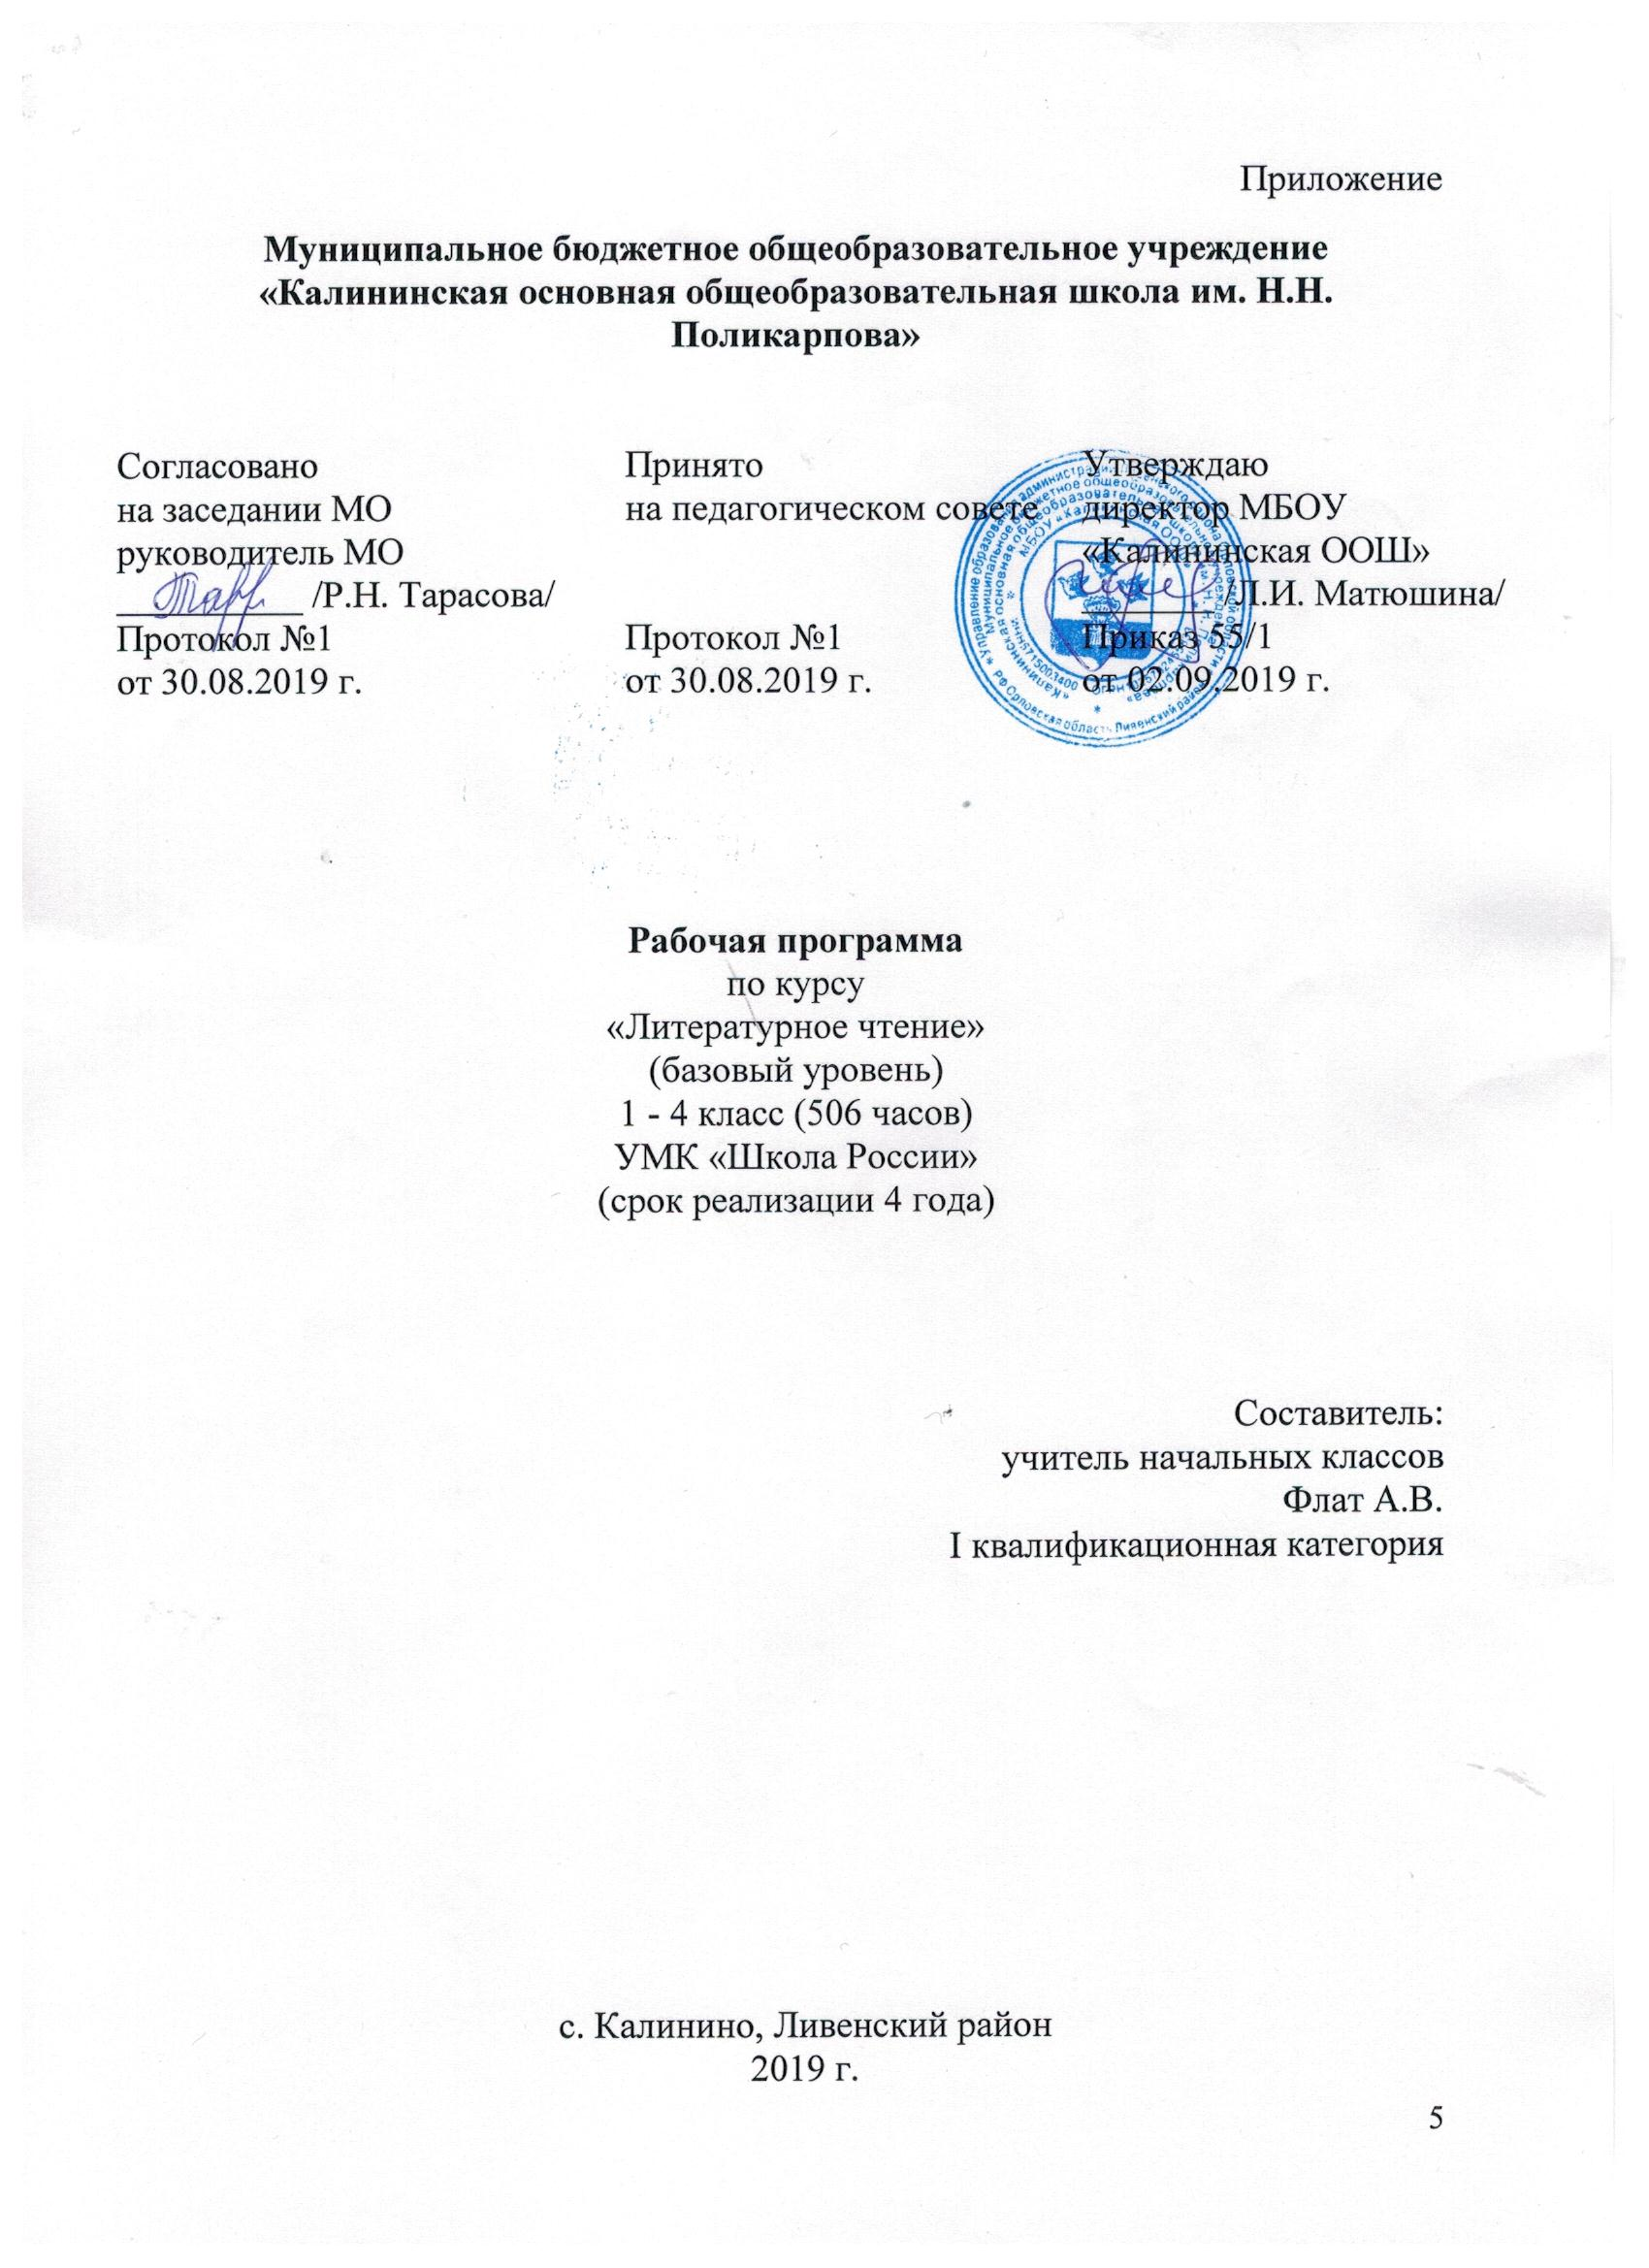 Приложение
Муниципальное бюджетное общеобразовательное учреждение
«Калининская основная общеобразовательная школа им. Н.Н.
Поликарпова»
Согласовано
на заседании МО
руководитель МО
/Р.Н. Тарасова/
Протокол №1
от 30.08.2019 г.
Принято
на педагогическом совете
Протокол №1
от 30.08.2019 г.
Утверждаю
директор МБОУ
«Калининская ООШ»
/Л.И. Матюшина/
Приказ 55/1
от 02.09.2019 г.
Рабочая программа
по курсу
«Литературное чтение»
(базовый уровень)
1 - 4 класс (506 часов)
УМК «Школа России»
(срок реализации 4 года)
Составитель:
учитель начальных классов
Флат А.В.
I квалификационная категория
с. Калинино, Ливенский район
2019 г.
5